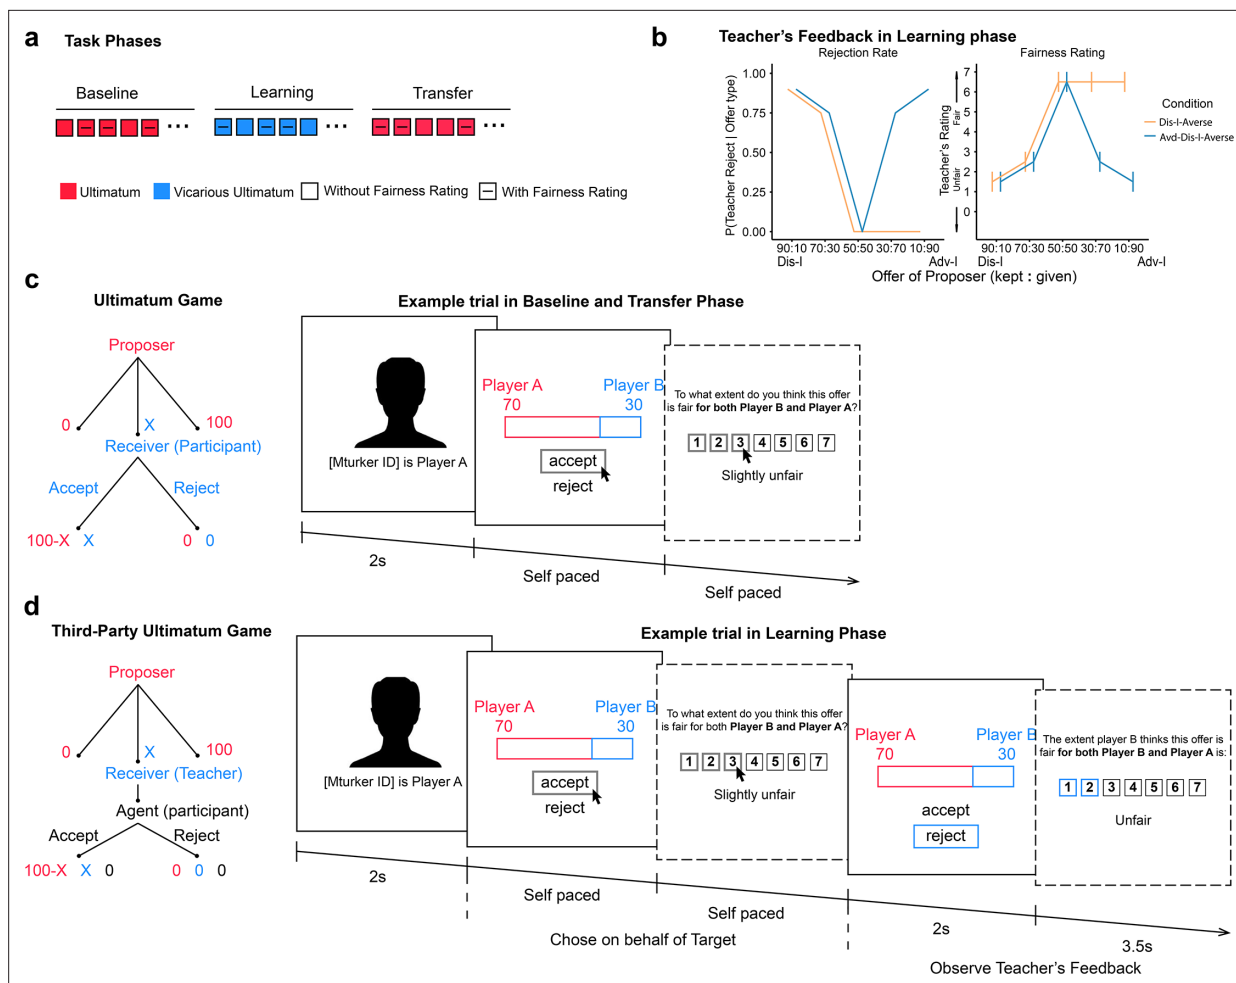 a
Task Phases
Baseline
Learning
Transfer
...
...
...
Ultimatum
Vicarious Ultimatum
Without Fairness Rating
With Fairness Rating
b
Teacher's Feedback in Learning phase
Rejection Rate
Fairness Rating
P(Teacher Reject | Offer type)
1.00
0.75
0.50
0.25
0.00
90:10 70:30 50:50 30:70 10:90
Dis-I
Adv-I
Teacher's Rating
Fair
Unfair
7
6
5
4
3
2
1
0
90:10 70:30 50:50 30:70 10:90
Dis-I
Adv-I
Offer of Proposer (kept : given)
Condition
Dis-I-Averse
Avd-Dis-I-Averse
c
Ultimatum Game
Proposer
0
X
100
Receiver (Participant)
Accept
Reject
100-X X
0 0
Example trial in Baseline and Transfer Phase
[Mturker ID] is Player A
Player A
Player B
70
30
accept
reject
To what extent do you think this offer
is fair for both Player B and Player A?
1 2 3 4 5 6 7
Slightly unfair
2s
Self paced
Self paced
d
Third-Party Ultimatum Game
Proposer
0
X
100
Receiver (Teacher)
Agent (participant)
Accept
Reject
100-X X 0
0 0 0
Example trial in Learning Phase
[Mturker ID] is Player A
Player A
Player B
70
30
accept
reject
To what extent do you think this offer
is fair for both Player B and Player A?
1 2 3 4 5 6 7
Slightly unfair
Player A
Player B
70
30
accept
reject
The extent player B thinks this offer is
fair for both Player B and Player A is:
1 2 3 4 5 6 7
Unfair
2s
Self paced
Self paced
2s
3.5s
Chose on behalf of Target
Observe Teacher's Feedback